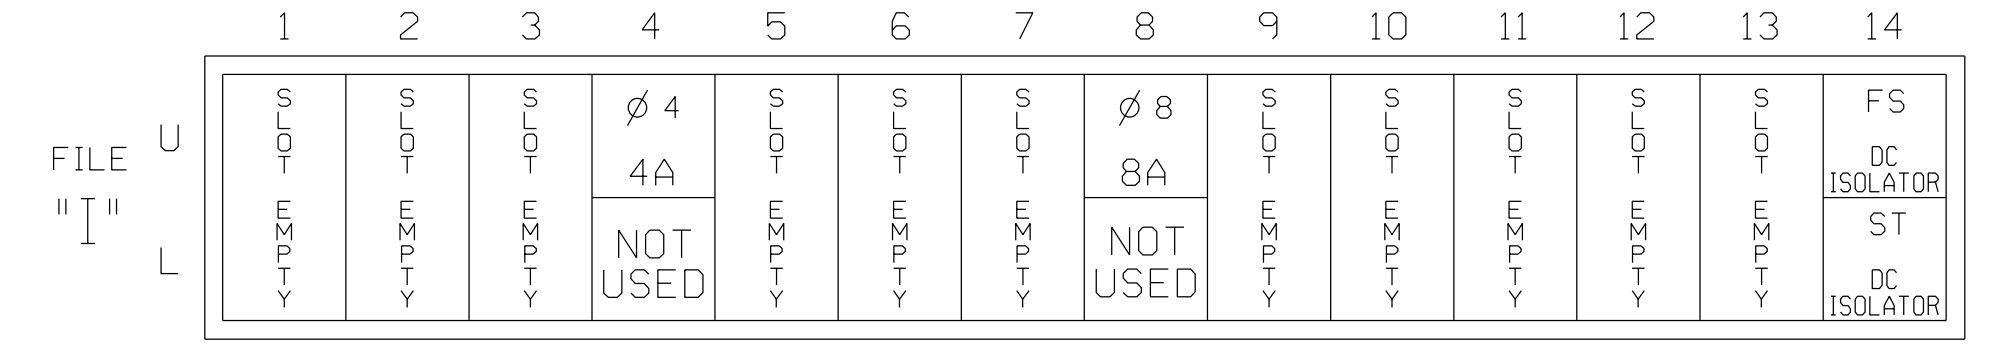 1 2 3 4 5 6 7 8 9 10 11 12 13 14
FILE
"I"
U
L
SLOT EMPTY
SLOT EMPTY
SLOT EMPTY
Ø 4
4A
NOT
USED
SLOT EMPTY
SLOT EMPTY
SLOT EMPTY
Ø 8
8A
NOT
USED
SLOT EMPTY
SLOT EMPTY
SLOT EMPTY
SLOT EMPTY
SLOT EMPTY
FS
DC
ISOLATOR
ST
DC
ISOLATOR